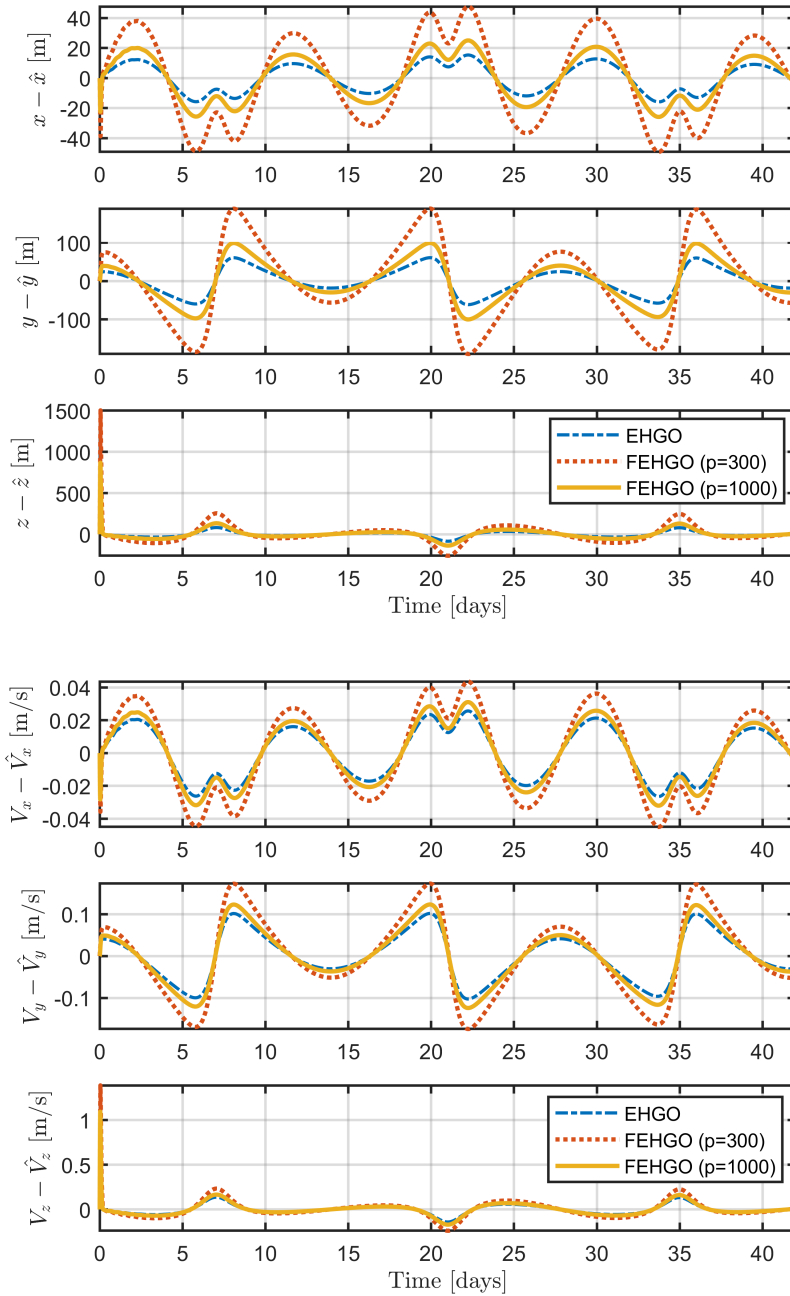 x − x̂ [m]
40
20
0
-20
-40
0 5 10 15 20 25 30 35 40
y − ŷ [m]
100
0
-100
0 5 10 15 20 25 30 35 40
z − ẑ [m]
1500
1000
500
0
EHGO
FEHGO (p=300)
FEHGO (p=1000)
0 5 10 15 20 25 30 35 40
Time [days]
Vₓ − V̂ₓ [m/s]
0.04
0.02
0
-0.02
-0.04
0 5 10 15 20 25 30 35 40
V_y − V̂_y [m/s]
0.1
0
-0.1
0 5 10 15 20 25 30 35 40
V_z − V̂_z [m/s]
1
0.5
0
EHGO
FEHGO (p=300)
FEHGO (p=1000)
0 5 10 15 20 25 30 35 40
Time [days]